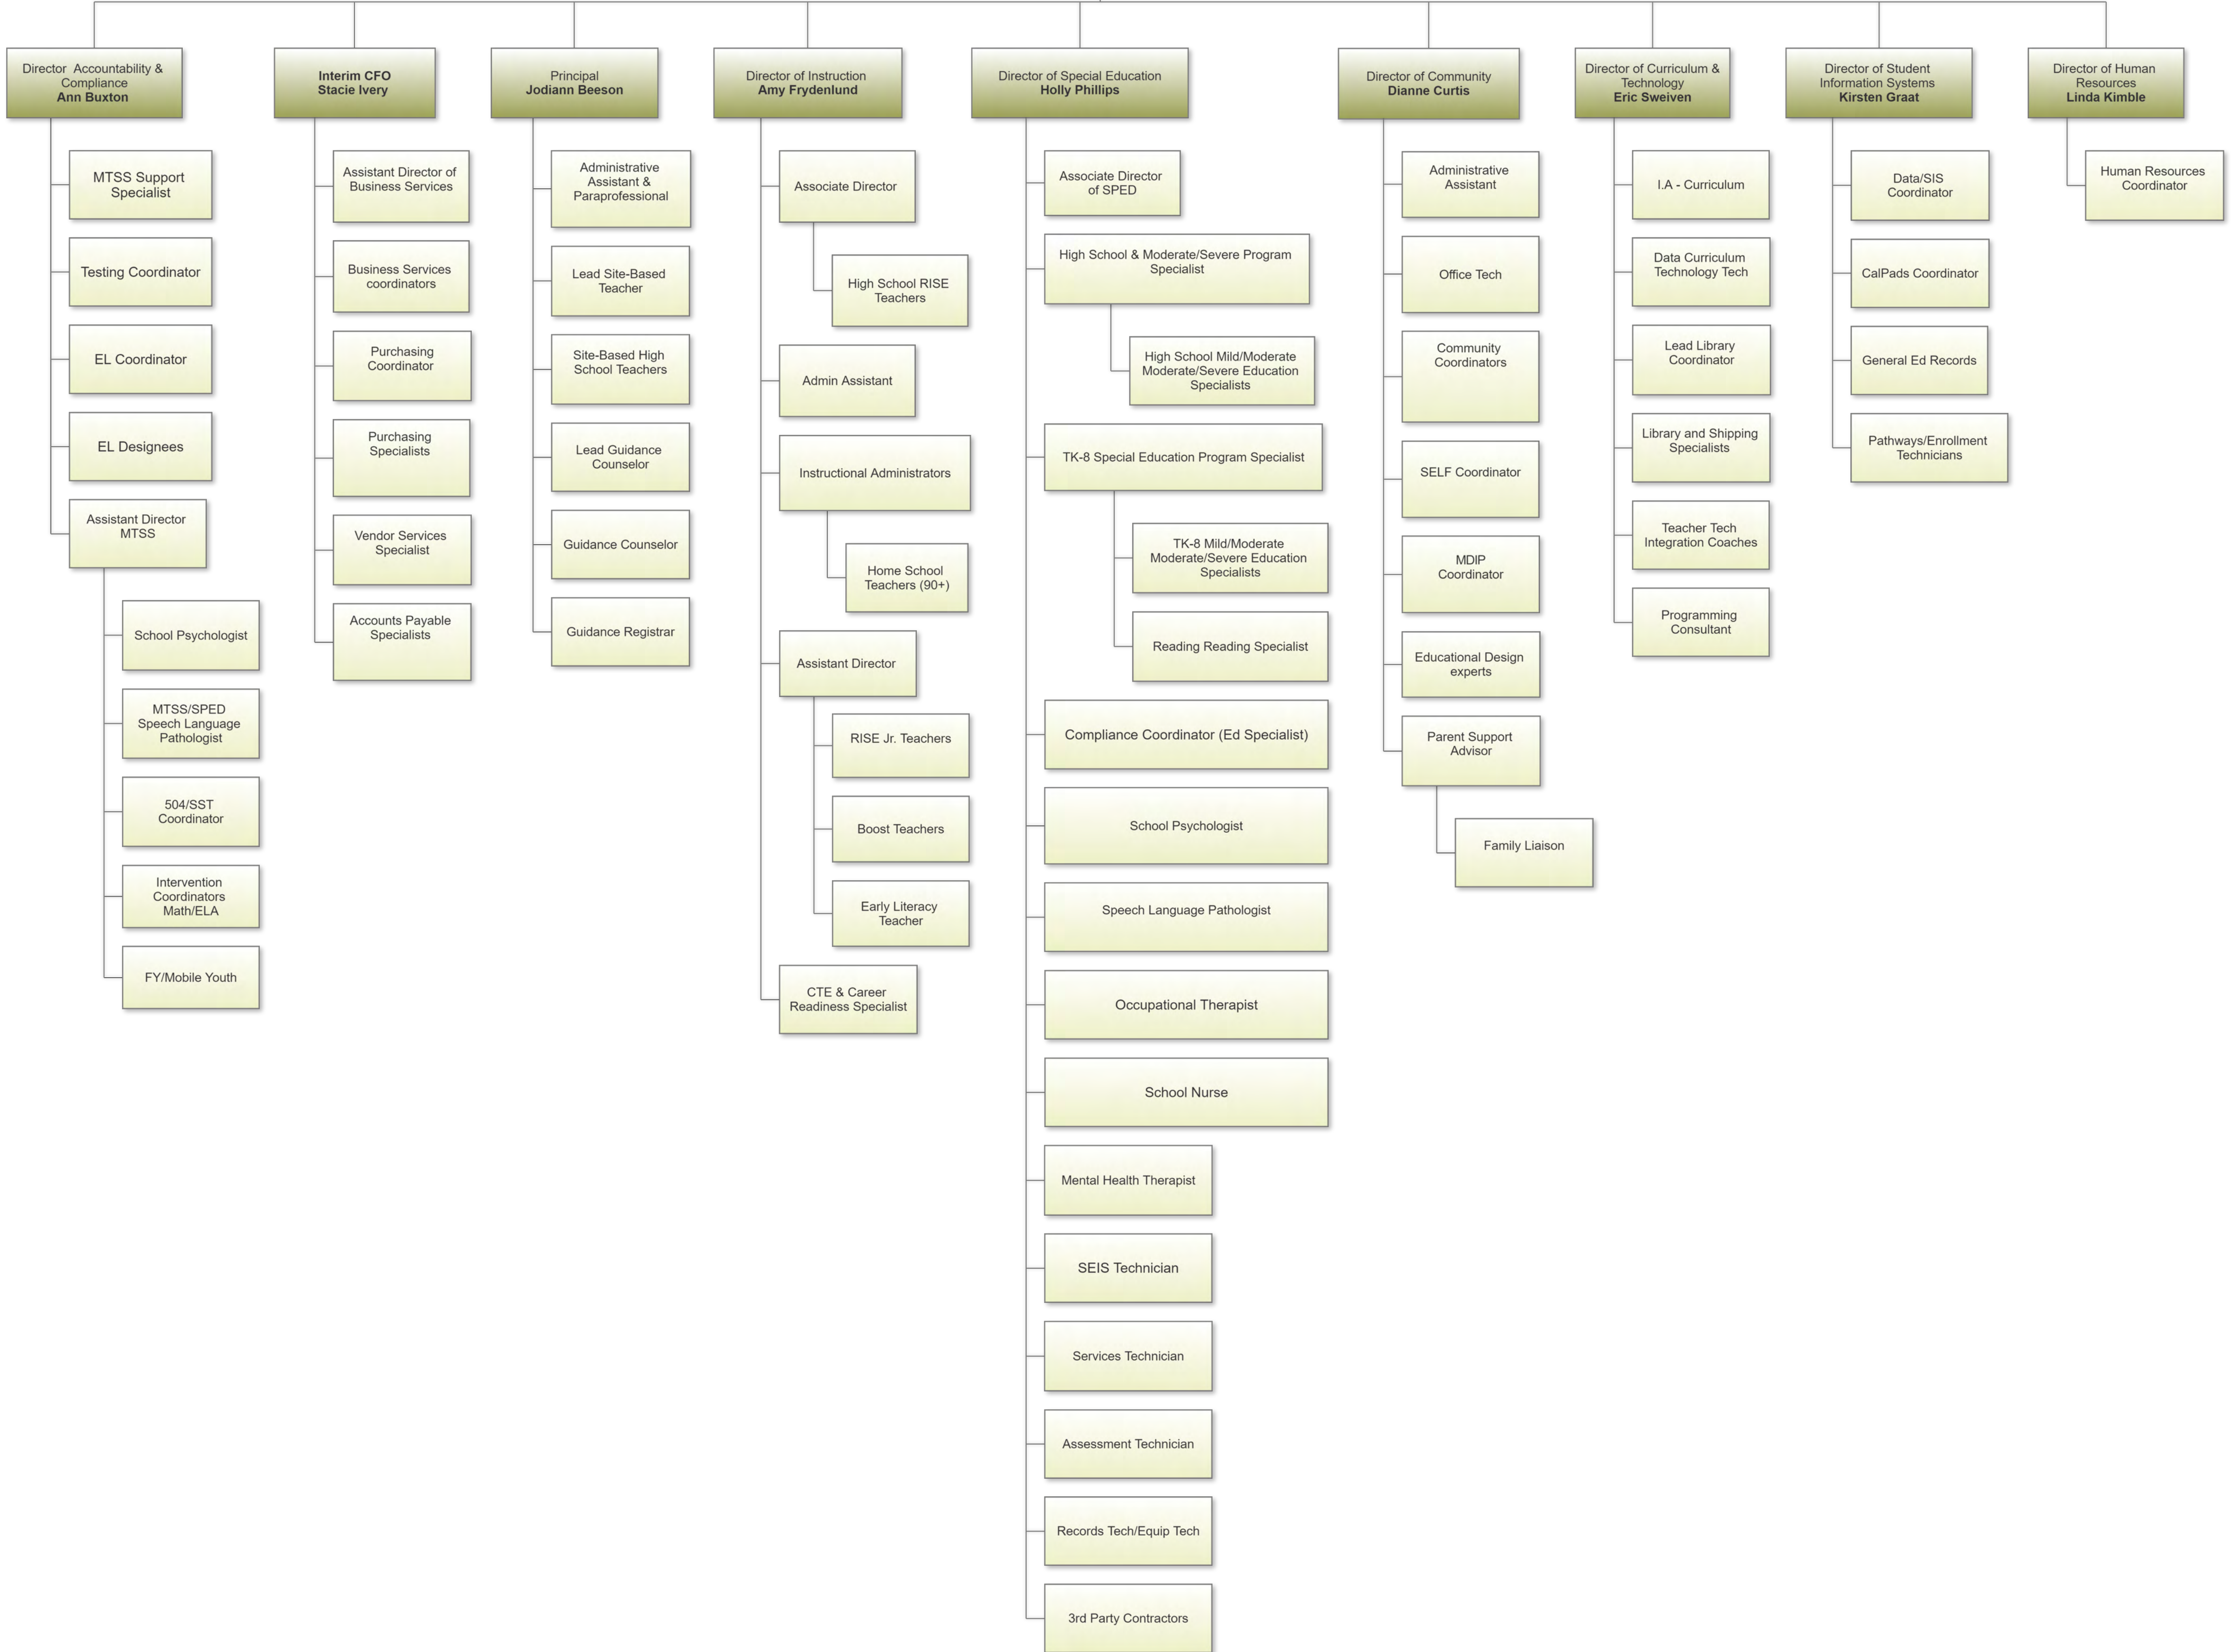 Director  Accountability &
Compliance
Ann Buxton
MTSS Support
Specialist
Testing Coordinator
EL Coordinator
EL Designees
Assistant Director
MTSS
School Psychologist
MTSS/SPED
Speech Language
Pathologist
504/SST
Coordinator
Intervention
Coordinators
Math/ELA
FY/Mobile Youth
Interim CFO
Stacie Ivery
Assistant Director of
Business Services
Business Services
coordinators
Purchasing
Coordinator
Purchasing
Specialists
Vendor Services
Specialist
Accounts Payable
Specialists
Principal
Jodiann Beeson
Administrative
Assistant &
Paraprofessional
Lead Site-Based
Teacher
Site-Based High
School Teachers
Lead Guidance
Counselor
Guidance Counselor
Guidance Registrar
Director of Instruction
Amy Frydenlund
Associate Director
High School RISE
Teachers
Admin Assistant
Instructional Administrators
Home School
Teachers (90+)
Assistant Director
RISE Jr. Teachers
Boost Teachers
Early Literacy
Teacher
CTE & Career
Readiness Specialist
Director of Special Education
Holly Phillips
Associate Director
of SPED
High School & Moderate/Severe Program
Specialist
High School Mild/Moderate
Moderate/Severe Education
Specialists
TK-8 Special Education Program Specialist
TK-8 Mild/Moderate
Moderate/Severe Education
Specialists
Reading Reading Specialist
Compliance Coordinator (Ed Specialist)
School Psychologist
Speech Language Pathologist
Occupational Therapist
School Nurse
Mental Health Therapist
SEIS Technician
Services Technician
Assessment Technician
Records Tech/Equip Tech
3rd Party Contractors
Director of Community
Dianne Curtis
Administrative
Assistant
Office Tech
Community
Coordinators
SELF Coordinator
MDIP
Coordinator
Educational Design
experts
Parent Support
Advisor
Family Liaison
Director of Curriculum &
Technology
Eric Sweiven
I.A - Curriculum
Data Curriculum
Technology Tech
Lead Library
Coordinator
Library and Shipping
Specialists
Teacher Tech
Integration Coaches
Programming
Consultant
Director of Student
Information Systems
Kirsten Graat
Data/SIS
Coordinator
CalPads Coordinator
General Ed Records
Pathways/Enrollment
Technicians
Director of Human
Resources
Linda Kimble
Human Resources
Coordinator